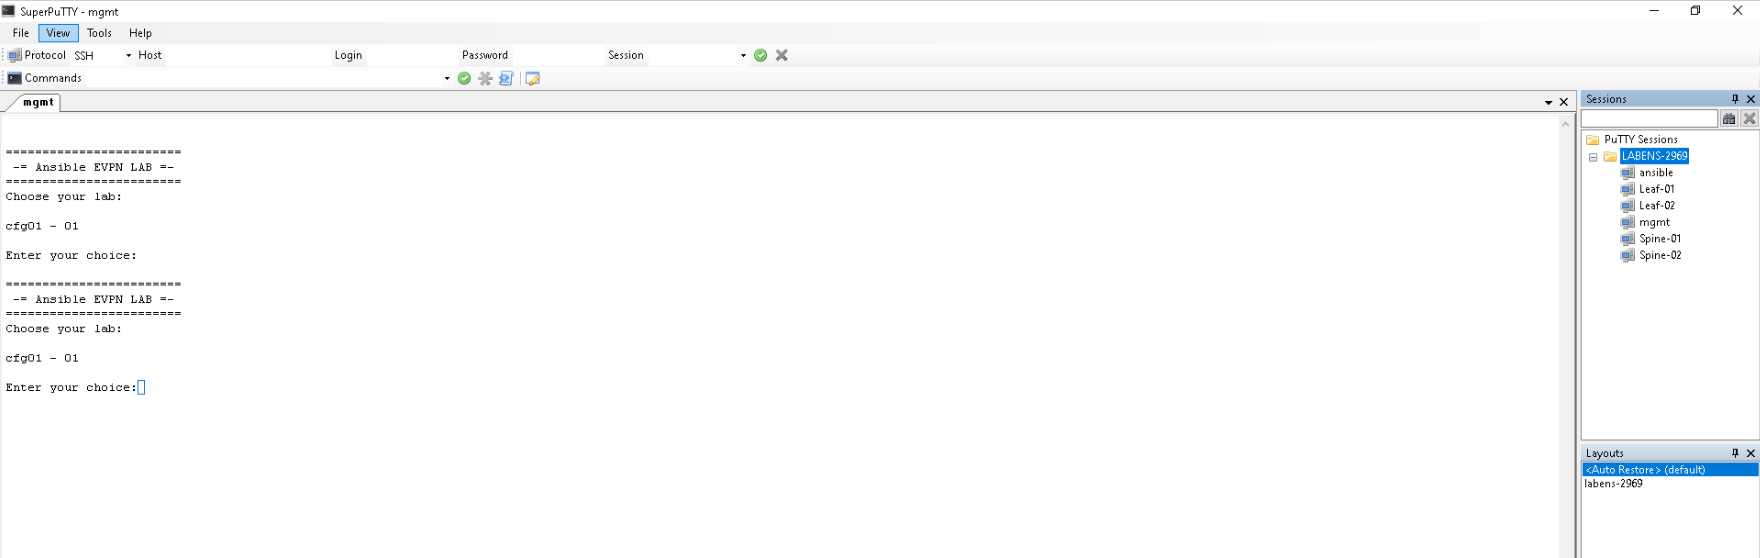 SuperPuTTY - mgmt
File View Tools Help
Protocol SSH Host Login Password Session
Commands
mgmt
========================
-= Ansible EVPN LAB =-
========================
Choose your lab:
cfg01 - 01
Enter your choice:
========================
-= Ansible EVPN LAB =-
========================
Choose your lab:
cfg01 - 01
Enter your choice:
Sessions
PuTTY Sessions
LABENS-2969
ansible
Leaf-01
Leaf-02
mgmt
Spine-01
Spine-02
Layouts
<Auto Restore> (default)
labens-2969